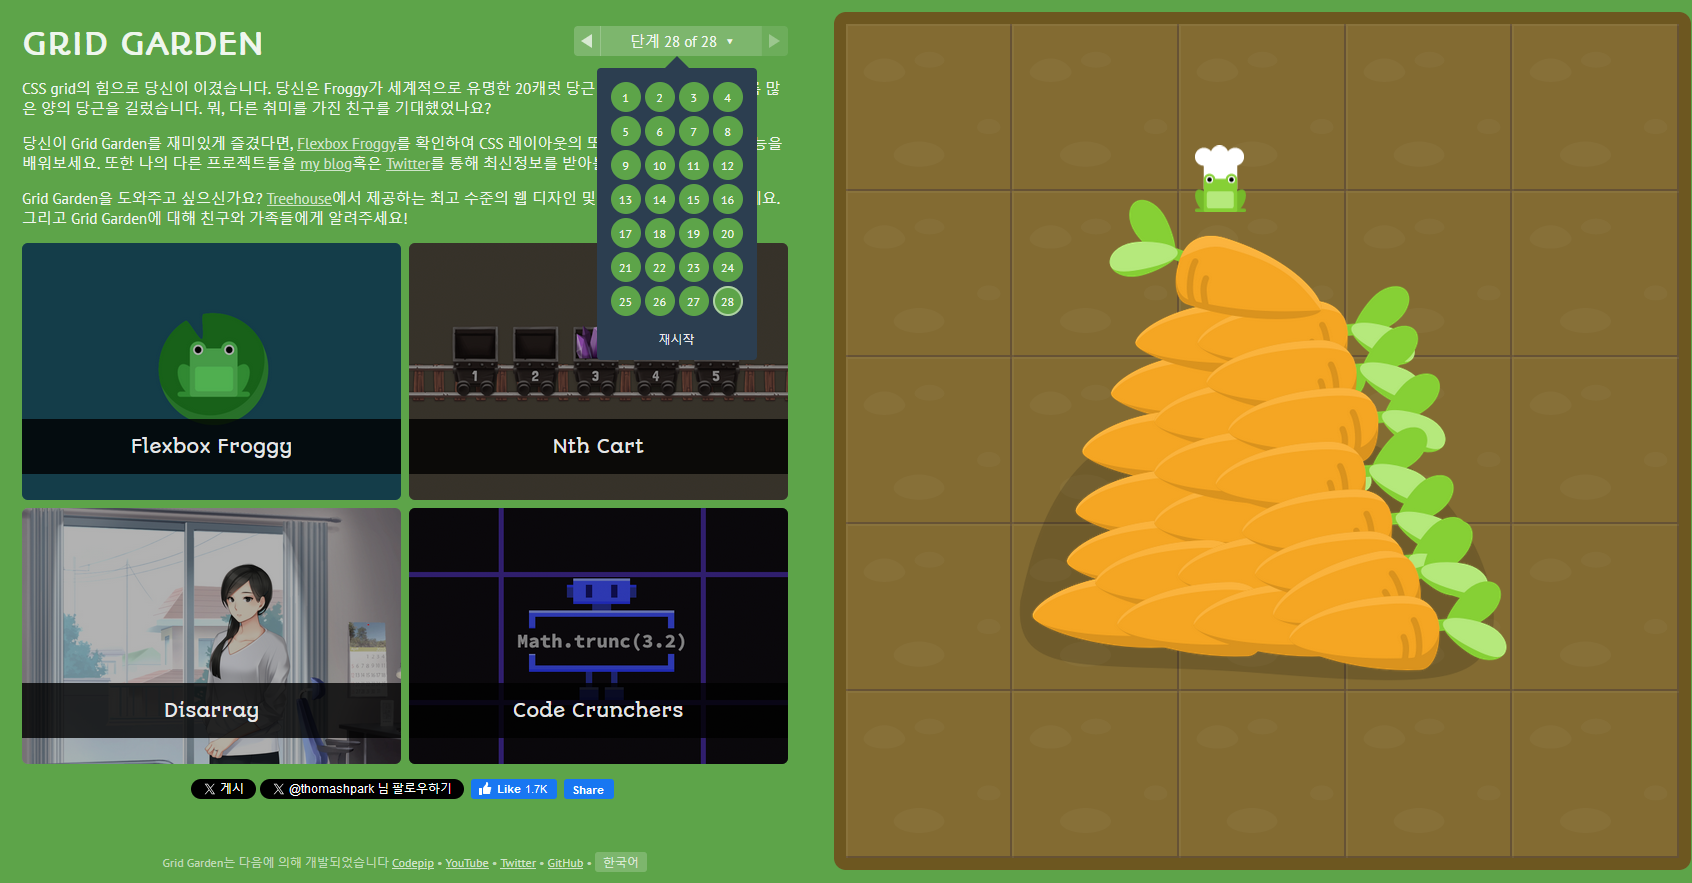 GRID GARDEN
단계 28 of 28 ▼
CSS grid의 힘으로 당신이 이겼습니다. 당신은 Froggy가 세계적으로 유명한 20캐럿 당근 많
은 양의 당근을 길렀습니다. 뭐, 다른 취미를 가진 친구를 기대했었나요?
당신이 Grid Garden를 재미있게 즐겼다면, Flexbox Froggy를 확인하여 CSS 레이아웃의 능을
배워보세요. 또한 나의 다른 프로젝트들을 my blog혹은 Twitter를 통해 최신정보를
Grid Garden을 도와주고 싶으신가요? Treehouse에서 제공하는 최고 수준의 웹 디자인 및 요.
그리고 Grid Garden에 대해 친구와 가족들에게 알려주세요!
1 2 3 4
5 6 7 8
9 10 11 12
13 14 15 16
17 18 19 20
21 22 23 24
25 26 27 28
재시작
1 2 3 4 5
Flexbox Froggy
Nth Cart
Math.trunc(3.2)
Disarray
Code Crunchers
X 게시
X @thomashpark 님 팔로우하기
Like 1.7K
Share
Grid Garden는 다음에 의해 개발되었습니다 Codepip • YouTube • Twitter • GitHub • 한국어